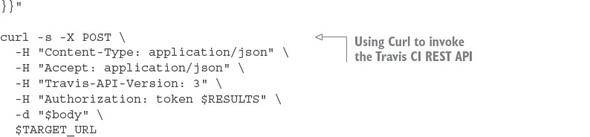 }}"
curl -s -X POST \
-H "Content-Type: application/json" \
-H "Accept: application/json" \
-H "Travis-API-Version: 3" \
-H "Authorization: token $RESULTS" \
-d "$body" \
$TARGET_URL
Using Curl to invoke
the Travis CI REST API